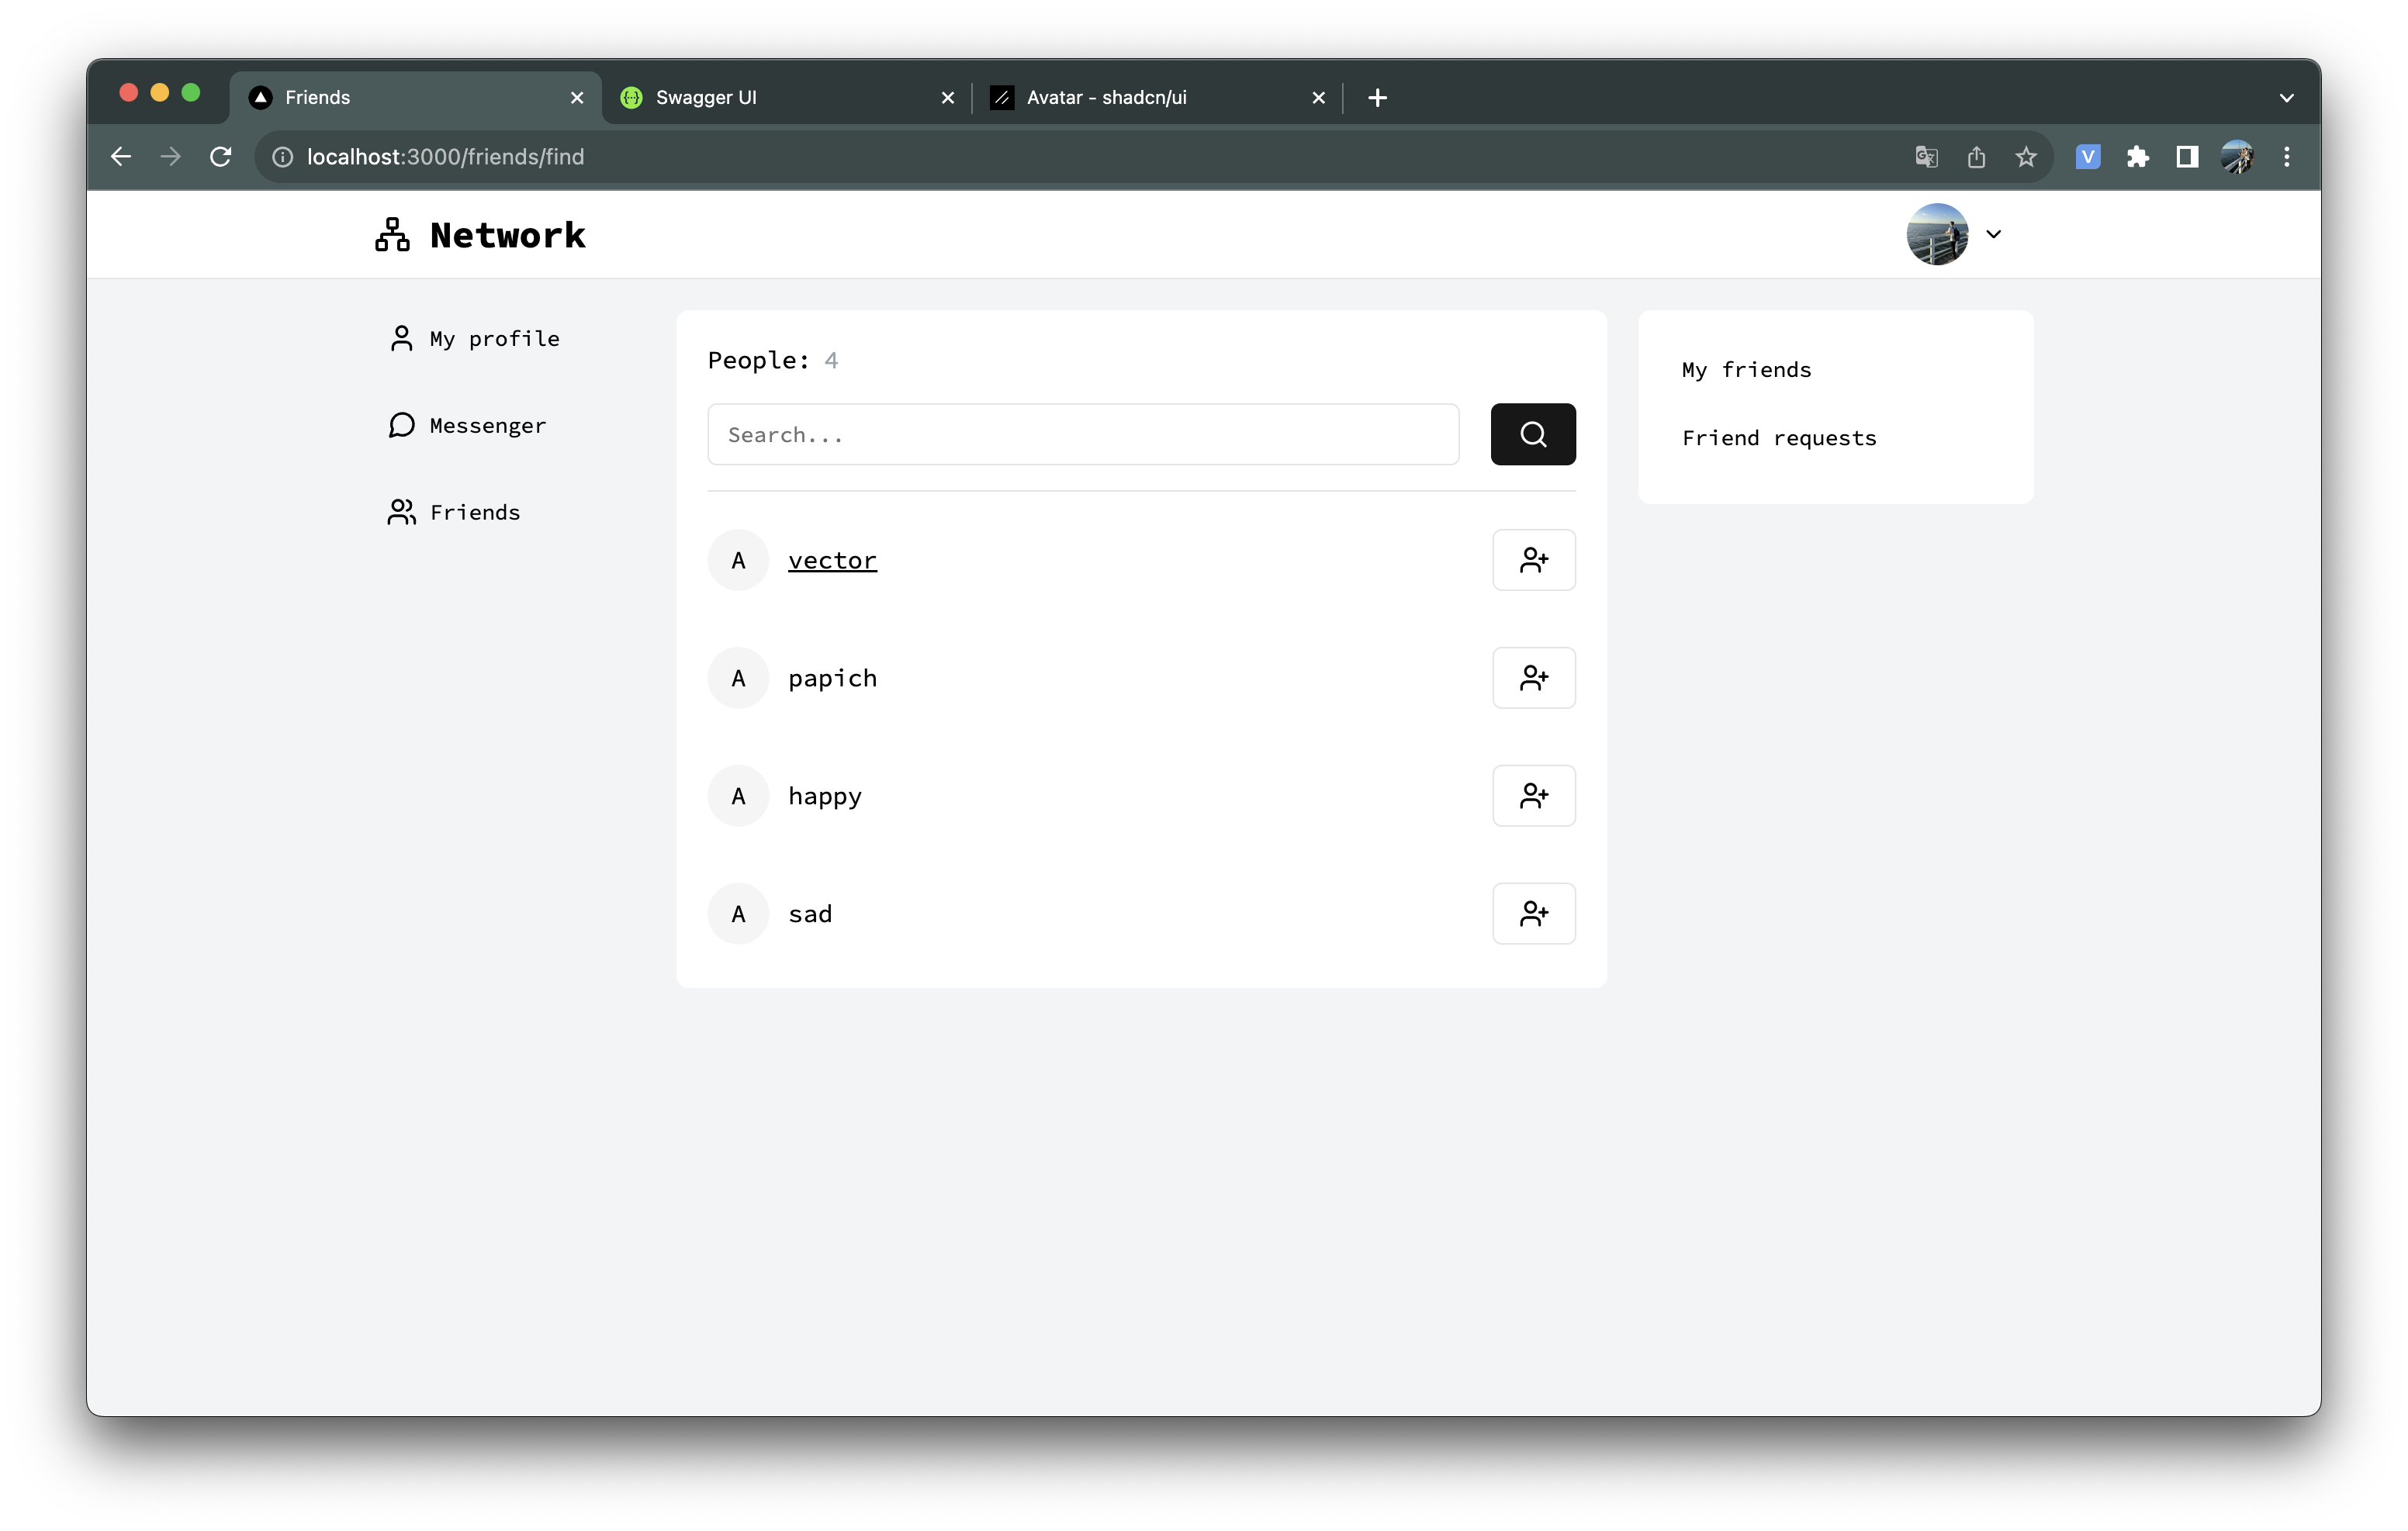 Friends
Swagger UI
Avatar - shadcn/ui
localhost:3000/friends/find
V
Network
My profile
Messenger
Friends
People: 4
Search...
A vector
A papich
A happy
A sad
My friends
Friend requests